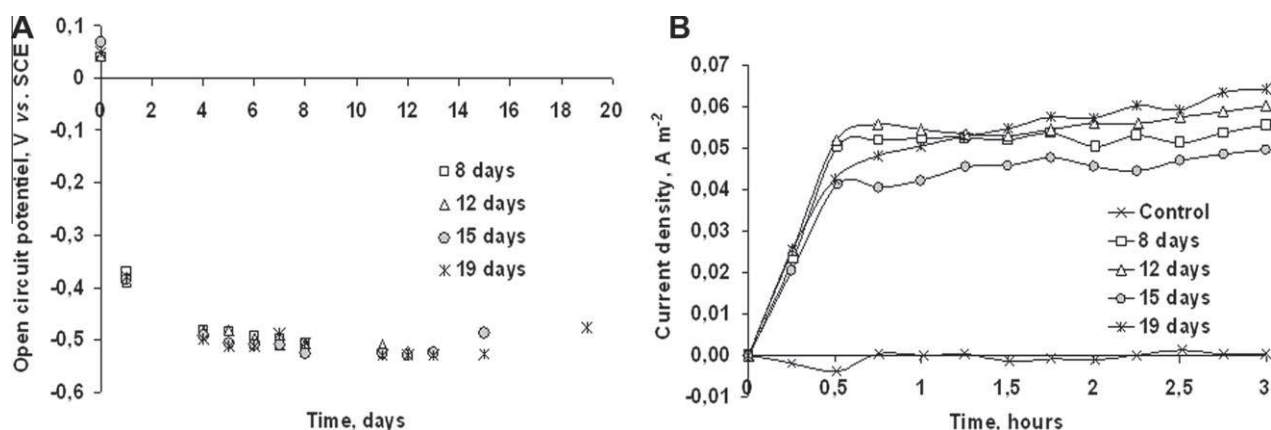 A
Open circuit potentiel, V vs. SCE
0,1
0
-0,1
-0,2
-0,3
-0,4
-0,5
-0,6
0 2 4 6 8 10 12 14 16 18 20
8 days
12 days
15 days
19 days
Time, days
B
Current density, A m-2
0,07
0,06
0,05
0,04
0,03
0,02
0,01
0,00
-0,01
0 0,5 1 1,5 2 2,5 3
Control
8 days
12 days
15 days
19 days
Time, hours